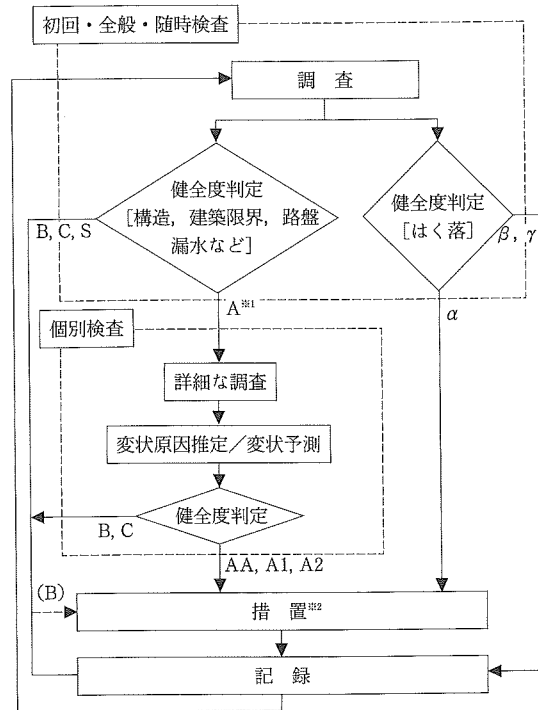 初回・全般・随時検査
調 査
健全度判定
[構造，建築限界，路盤
漏水など]
健全度判定
[はく落]
B, C, S
β, γ
A※1
α
個別検査
詳細な調査
変状原因推定／変状予測
健全度判定
B, C
AA, A1, A2
(B)
措 置※2
記 録